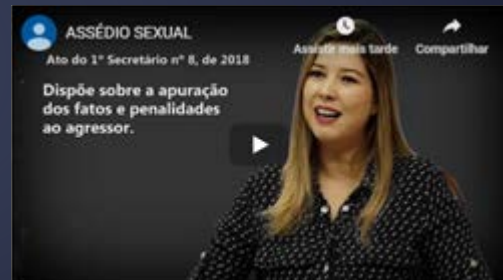 ASSÉDIO SEXUAL
Assistir mais tarde
Compartilhar
Ato do 1º Secretário nº 8, de 2018
Dispõe sobre a apuração
dos fatos e penalidades
ao agressor.